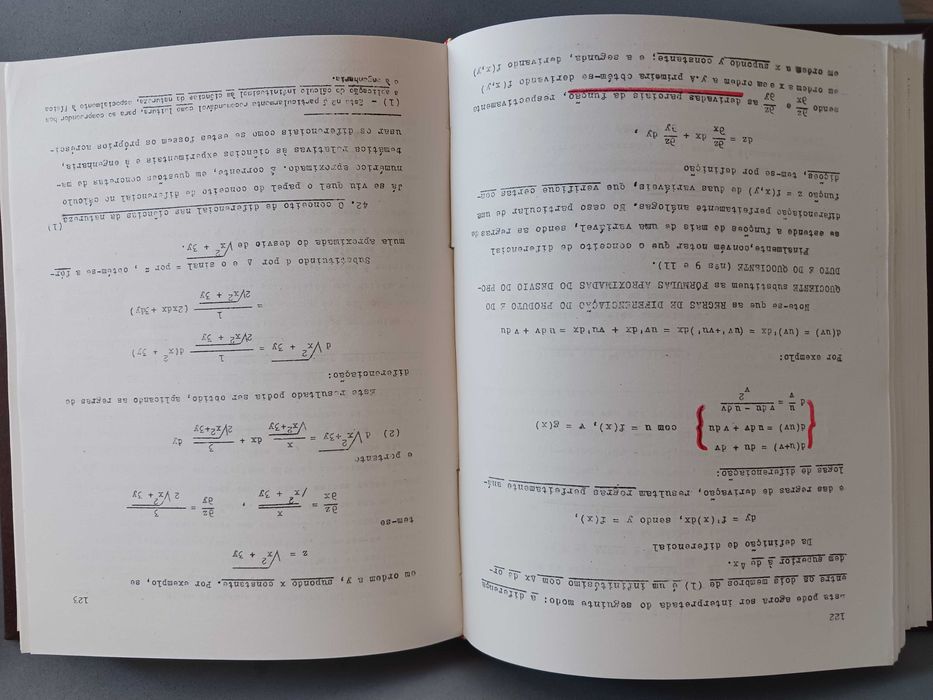 122
Esta pode agora ser interpretada do seguinte modo: a diferença
entre os dois membros de (1) é um infinitésimo com Δx de or-
dem superior à de Δx.
Da definição de diferencial
dy = f'(x)dx, sendo y = f(x),
e das regras de derivação, resultam regras perfeitamente aná-
logas de diferenciação:
d(u+v) = du + dv
d(uv) = udv + vdu
d u/v = (v du - u dv)/v²
com u = f(x), v = g(x)
Por exemplo:
d(uv) = (uv)'dx = (uv'+vu')dx = uv'dx + vu'dx = udv + vdu
Note-se que as REGRAS DE DIFERENCIAÇÃO DO PRODUTO E DO
QUOCIENTE substituem as FÓRMULAS APROXIMADAS DO DESVIO DO PRO-
DUTO E DO QUOCIENTE (nºs 9 e 11).
Finalmente, convém notar que o conceito de diferencial
se estende a funções de mais de uma variável, sendo as regras de
diferenciação perfeitamente análogas. No caso particular de um
função z = f(x,y) de duas variáveis, que verifique certas con-
dições, tem-se por definição
dz = ∂z/∂x dx + ∂z/∂y dy ,
sendo ∂z/∂x e ∂z/∂y as derivadas parciais da função, respectivamente
em ordem a x e em ordem a y. A primeira obtém-se derivando f(x,y)
em ordem a x supondo y constante; e a segunda, derivando f(x,y)
123
em ordem a y, supondo x constante. Por exemplo, se
z = √x² + 3y
tem-se
∂z/∂x = x/√x² + 3y , ∂z/∂y = 3/2√x² + 3y
e portanto
(2) d √x²+3y = x/√x²+3y dx + 3/2√x²+3y dy
Este resultado podia ser, obtido, aplicando as regras de
diferenciação:
d √x² + 3y = 1/2√x² + 3y d(x² + 3y)
= 1/2√x² + 3y (2xdx + 3dy)
Substituindo d por Δ e o sinal = por ≃ , obtém-se a fór-
mula aproximada do desvio de √x² + 3y.
42. O conceito de diferencial nas ciências da natureza (1)
Já se viu qual o papel do conceito de diferencial no cálculo
numérico aproximado. É corrente, em questões concretas de ma-
temática relativas às ciências experimentais e à engenharia,
usar os diferenciais como se estes fossem os próprios acrésci-
(1) - Este nº é particularmente recomendável como leitura, para se compreender bem
a aplicação do cálculo infinitesimal às ciências da natureza, especialmente à física
e à engenharia.